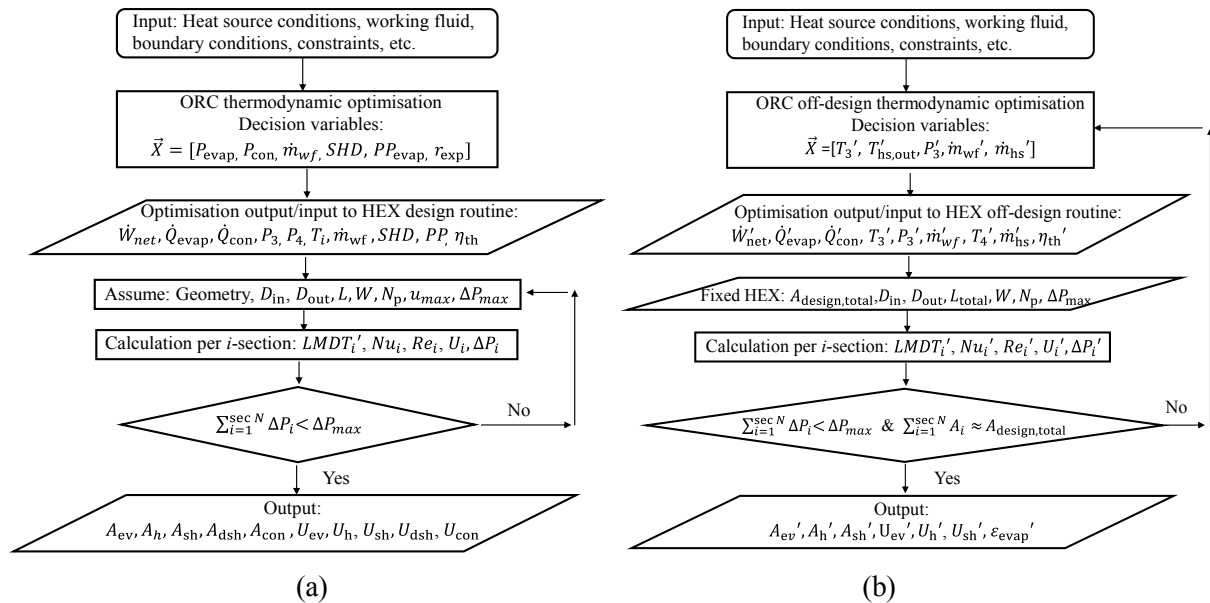 Input: Heat source conditions, working fluid,
boundary conditions, constraints, etc.
ORC thermodynamic optimisation
Decision variables:
X⃗ = [P_evap, P_con, ṁ_wf, SHD, PP_evap, r_exp]
Optimisation output/input to HEX design routine:
Ẇ_net, Q̇_evap, Q̇_con, P_3, P_4, T_i, ṁ_wf, SHD, PP, η_th
Assume: Geometry, D_in, D_out, L, W, N_p, u_max, ΔP_max
Calculation per i-section: LMDT_i′, Nu_i, Re_i, U_i, ΔP_i
∑_{i=1}^{sec N} ΔP_i < ΔP_max
No
Yes
Output:
A_ev, A_h, A_sh, A_dsh, A_con, U_ev, U_h, U_sh, U_dsh, U_con
(a)
Input: Heat source conditions, working fluid,
boundary conditions, constraints, etc.
ORC off-design thermodynamic optimisation
Decision variables:
X⃗ =[T_3′, T′_hs,out, P_3′, ṁ_wf′, ṁ_hs′]
Optimisation output/input to HEX off-design routine:
Ẇ′_net, Q̇′_evap, Q̇′_con, T_3′, P_3′, ṁ′_wf, T_4′, ṁ′_hs, η_th′
Fixed HEX: A_design,total, D_in, D_out, L_total, W, N_p, ΔP_max
Calculation per i-section: LMDT_i′, Nu_i′, Re_i′, U_i′, ΔP_i′
∑_{i=1}^{sec N} ΔP_i < ΔP_max & ∑_{i=1}^{sec N} A_i ≈ A_design,total
No
Yes
Output:
A_ev′, A_h′, A_sh′, U_ev′, U_h′, U_sh′, ε_evap′
(b)